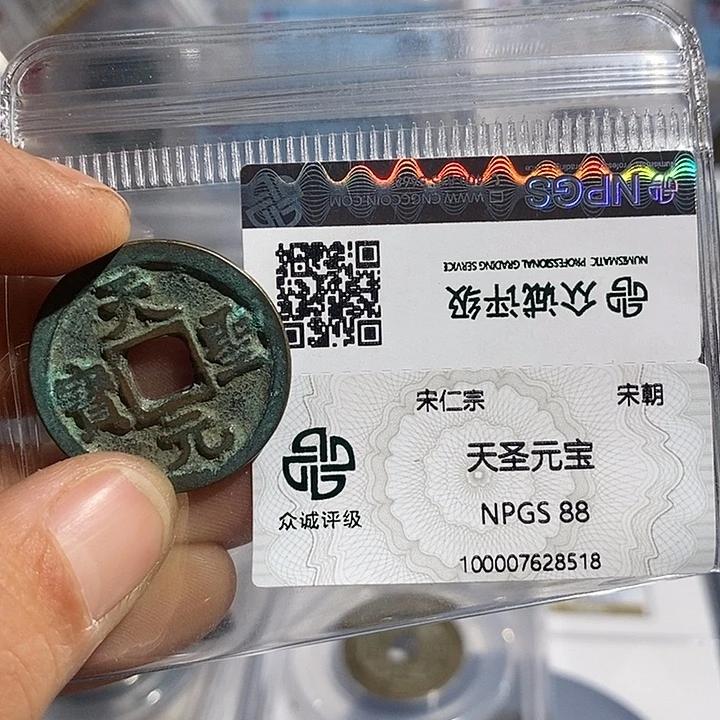 天聖元寶
NPGS
WWW.CNGCCOIN.COM
众诚评级
NUMISMATIC PROFESSIONAL GRADING SERVICE
宋仁宗 宋朝
天圣元宝
NPGS 88
100007628518
众诚评级